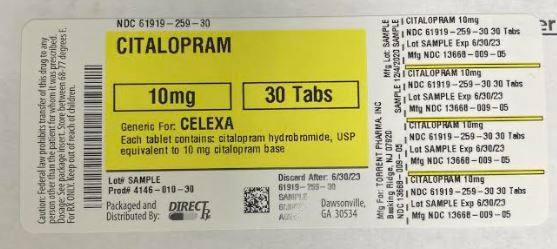 NDC 61919-259-30
CITALOPRAM
10mg
30 Tabs
Generic For: CELEXA
Each tablet contains: citalopram hydrobromide, USP
equivalent to 10 mg citalopram base
Lot# SAMPLE
Prod# 4146-010-30
Packaged and
Distributed By:
DIRECT Rx
Discard After: 6/30/23
61919-259-30
SAMPLE
Dawsonville,
GA 30534
Caution: Federal law prohibits transfer of this drug to any
person other than the patient for whom it was prescribed.
Dosage: See package insert. Store between 68-77 degrees F.
For RX ONLY. Keep out of reach of children.
Mfg Lot: SAMPLE
SAMPLE 12/4/2020 SAMPLE
Mfg For: TORRENT PHARMA, INC
Basking Ridge, NJ 07920
NDC 13668-009-05
CITALOPRAM 10mg
NDC 61919-259-30 30 Tabs
Lot SAMPLE Exp 6/30/23
Mfg NDC 13668-009-05
CITALOPRAM 10mg
NDC 61919-259-30 30 Tabs
Lot SAMPLE Exp 6/30/23
Mfg NDC 13668-009-05
CITALOPRAM 10mg
NDC 61919-259-30 30 Tabs
Lot SAMPLE Exp 6/30/23
Mfg NDC 13668-009-05
CITALOPRAM 10mg
NDC 61919-259-30 30 Tabs
Lot SAMPLE Exp 6/30/23
Mfg NDC 13668-009-05
er